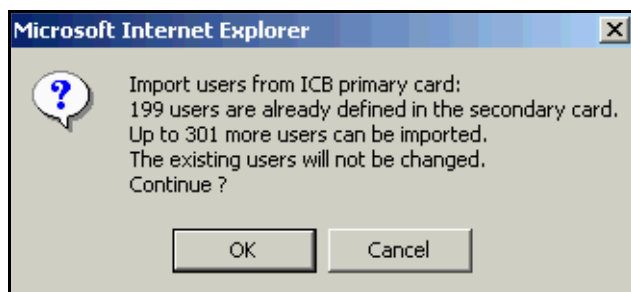 Microsoft Internet Explorer
?
Import users from ICB primary card:
199 users are already defined in the secondary card.
Up to 301 more users can be imported.
The existing users will not be changed.
Continue ?
OK
Cancel